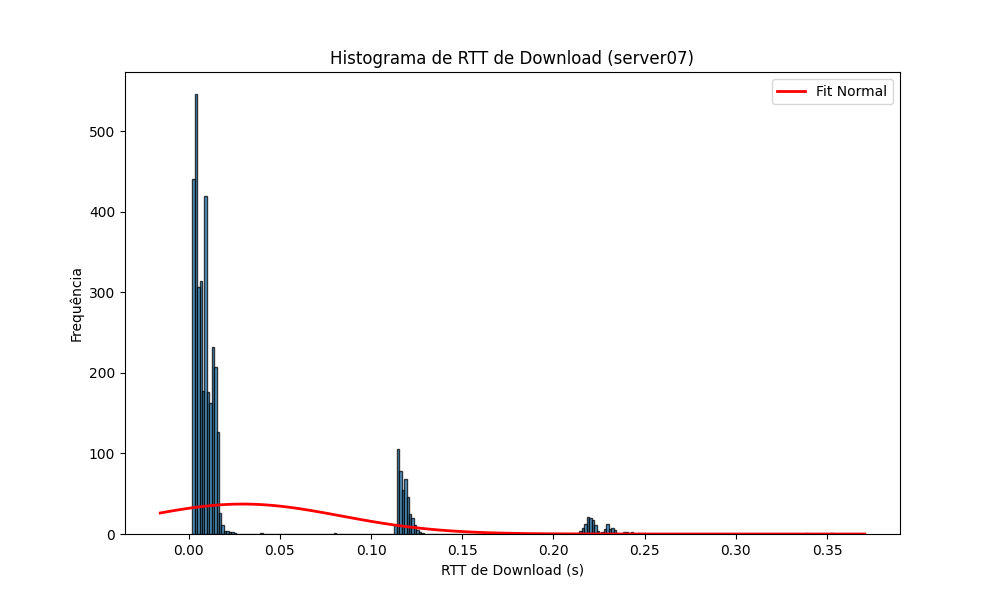 Histograma de RTT de Download (server07)
Fit Normal
Frequência
500
400
300
200
100
0
0.00 0.05 0.10 0.15 0.20 0.25 0.30 0.35
RTT de Download (s)